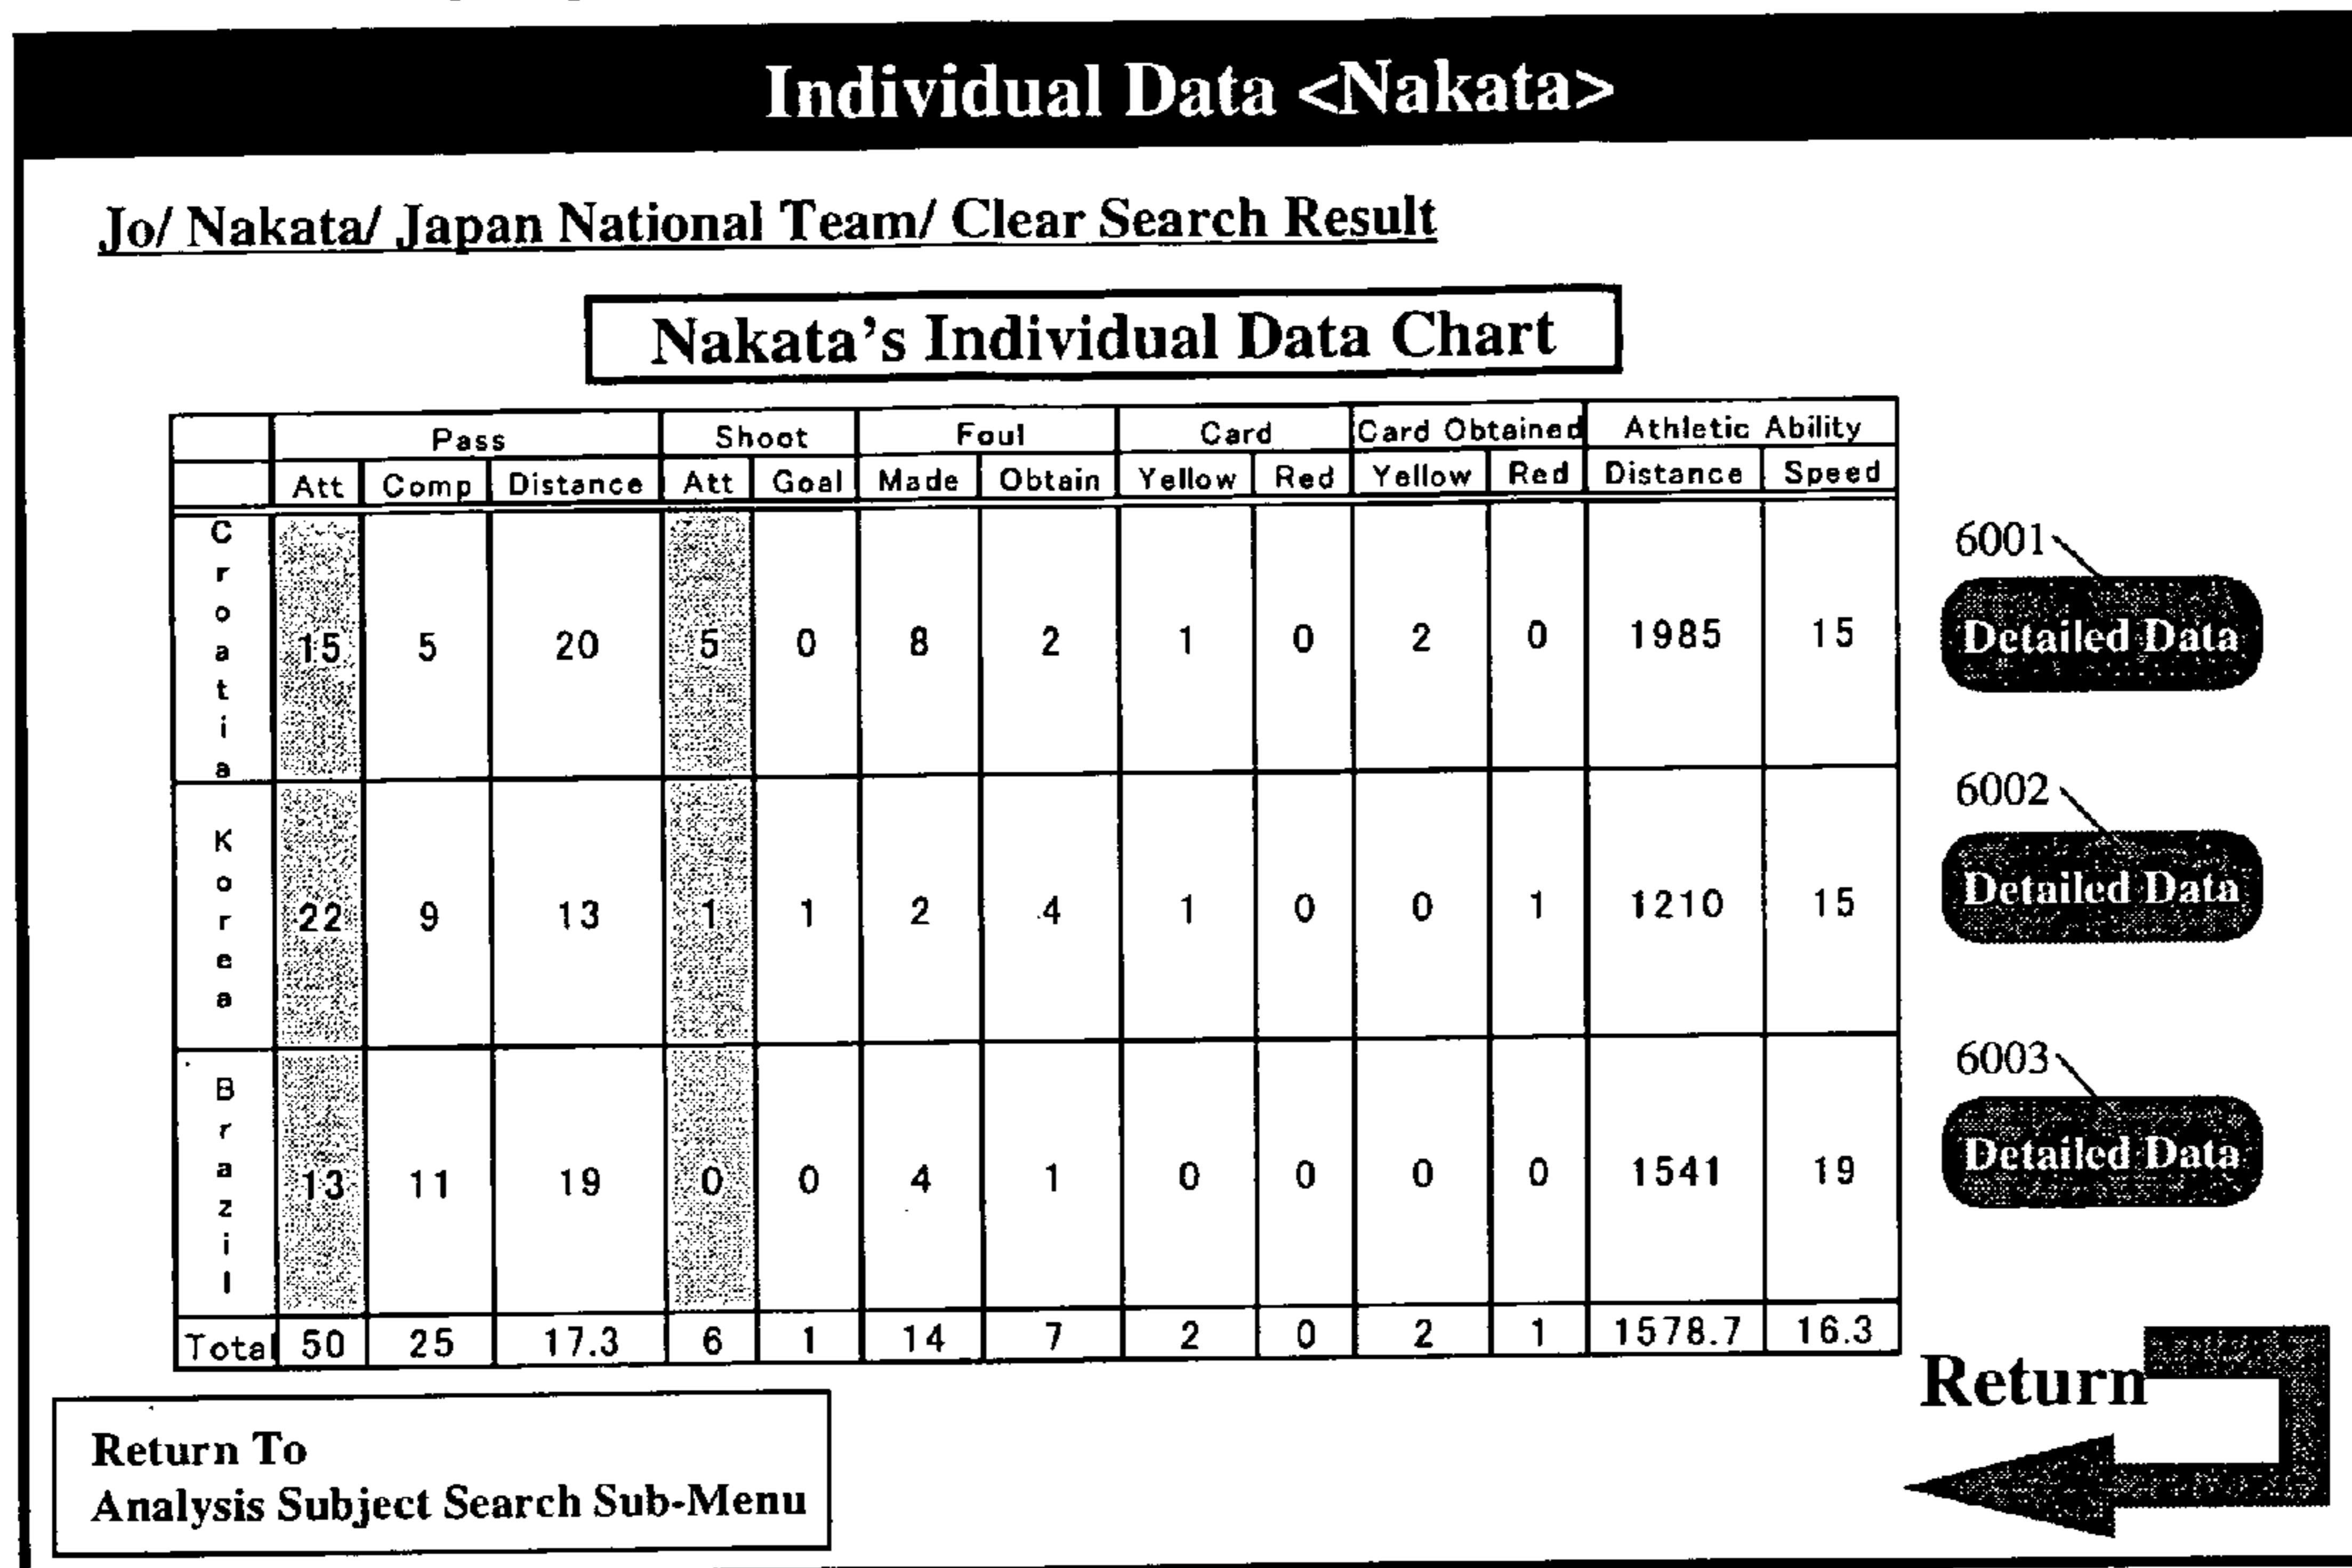 Individual Data <Nakata>
Jo/ Nakata/ Japan National Team/ Clear Search Result
Nakata's Individual Data Chart
Pass Shoot Foul Card Card Obtained Athletic Ability
Att Comp Distance Att Goal Made Obtain Yellow Red Yellow Red Distance Speed
Croatia 15 5 20 5 0 8 2 1 0 2 0 1985 15
6001
Detailed Data
Korea 22 9 13 1 1 2 4 1 0 0 1 1210 15
6002
Detailed Data
Brazil 13 11 19 0 0 4 1 0 0 0 0 1541 19
6003
Detailed Data
Total 50 25 17.3 6 1 14 7 2 0 2 1 1578.7 16.3
Return
Return To
Analysis Subject Search Sub-Menu